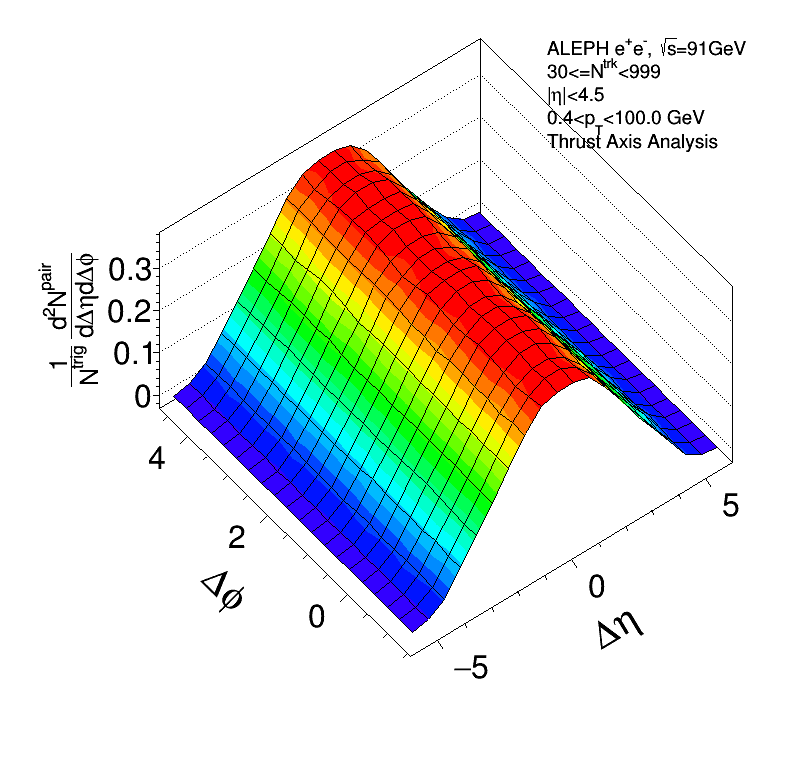 ALEPH e⁺e⁻, √s=91GeV
30<=Nᵗʳᵏ<999
|η|<4.5
0.4<p_T<100.0 GeV
Thrust Axis Analysis
1/N^trig d²N^pair/dΔηdΔφ
0.3
0.2
0.1
0
4
2
0
Δφ
−5
0
5
Δη